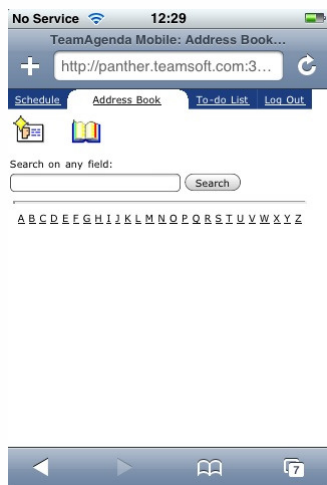 No Service 12:29
TeamAgenda Mobile: Address Book...
http://panther.teamsoft.com:3...
Schedule Address Book To-do List Log Out
Search on any field:
Search
A B C D E F G H I J K L M N O P Q R S T U V W X Y Z
7